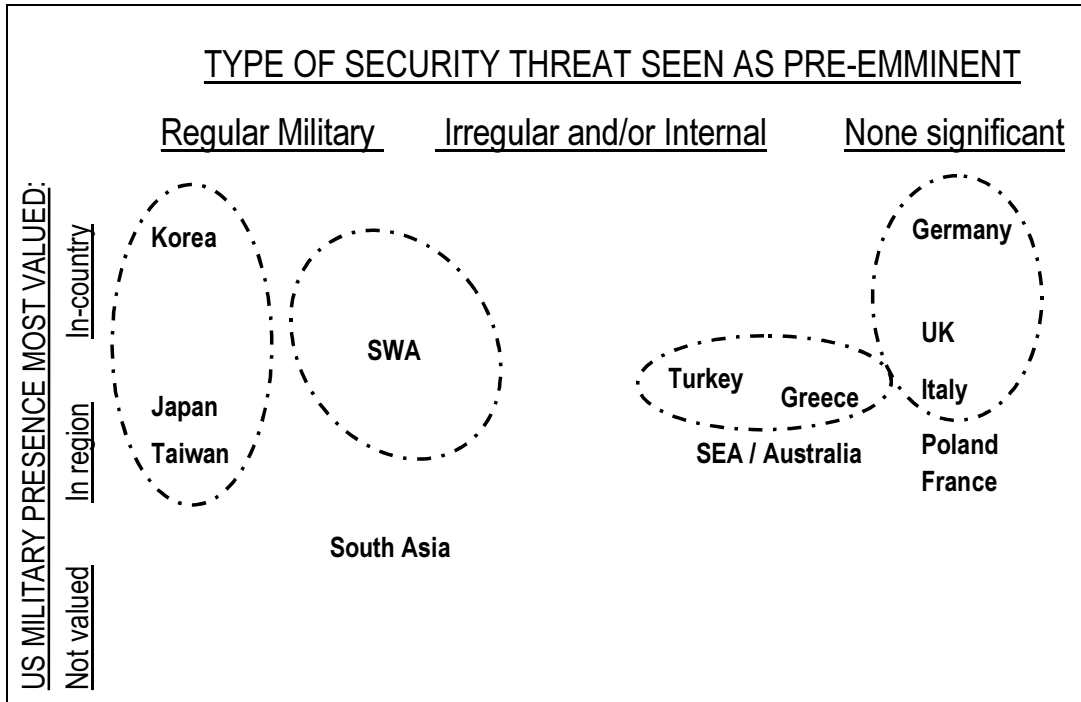 TYPE OF SECURITY THREAT SEEN AS PRE-EMMINENT
Regular Military
Irregular and/or Internal
None significant
US MILITARY PRESENCE MOST VALUED:
In-country
In region
Not valued
Korea
Germany
SWA
UK
Turkey
Greece
Italy
Japan
Taiwan
SEA / Australia
Poland
France
South Asia